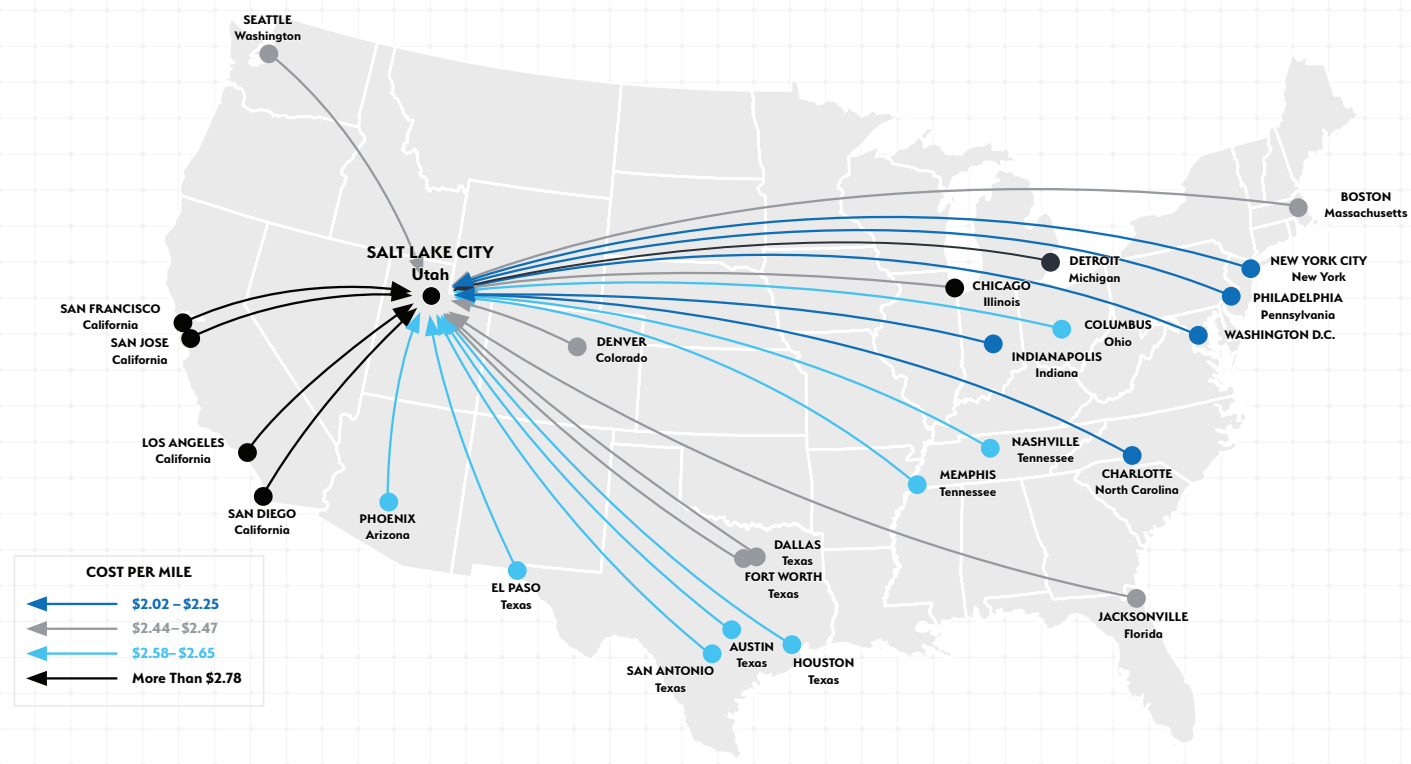 SEATTLE
Washington
SALT LAKE CITY
Utah
BOSTON
Massachusetts
NEW YORK CITY
New York
DETROIT
Michigan
CHICAGO
Illinois
PHILADELPHIA
Pennsylvania
SAN FRANCISCO
California
SAN JOSE
California
COLUMBUS
Ohio
WASHINGTON D.C.
DENVER
Colorado
INDIANAPOLIS
Indiana
LOS ANGELES
California
NASHVILLE
Tennessee
MEMPHIS
Tennessee
CHARLOTTE
North Carolina
SAN DIEGO
California
PHOENIX
Arizona
DALLAS
Texas
FORT WORTH
Texas
EL PASO
Texas
JACKSONVILLE
Florida
AUSTIN
Texas
HOUSTON
Texas
SAN ANTONIO
Texas
COST PER MILE
$2.02 – $2.25
$2.44– $2.47
$2.58– $2.65
More Than $2.78